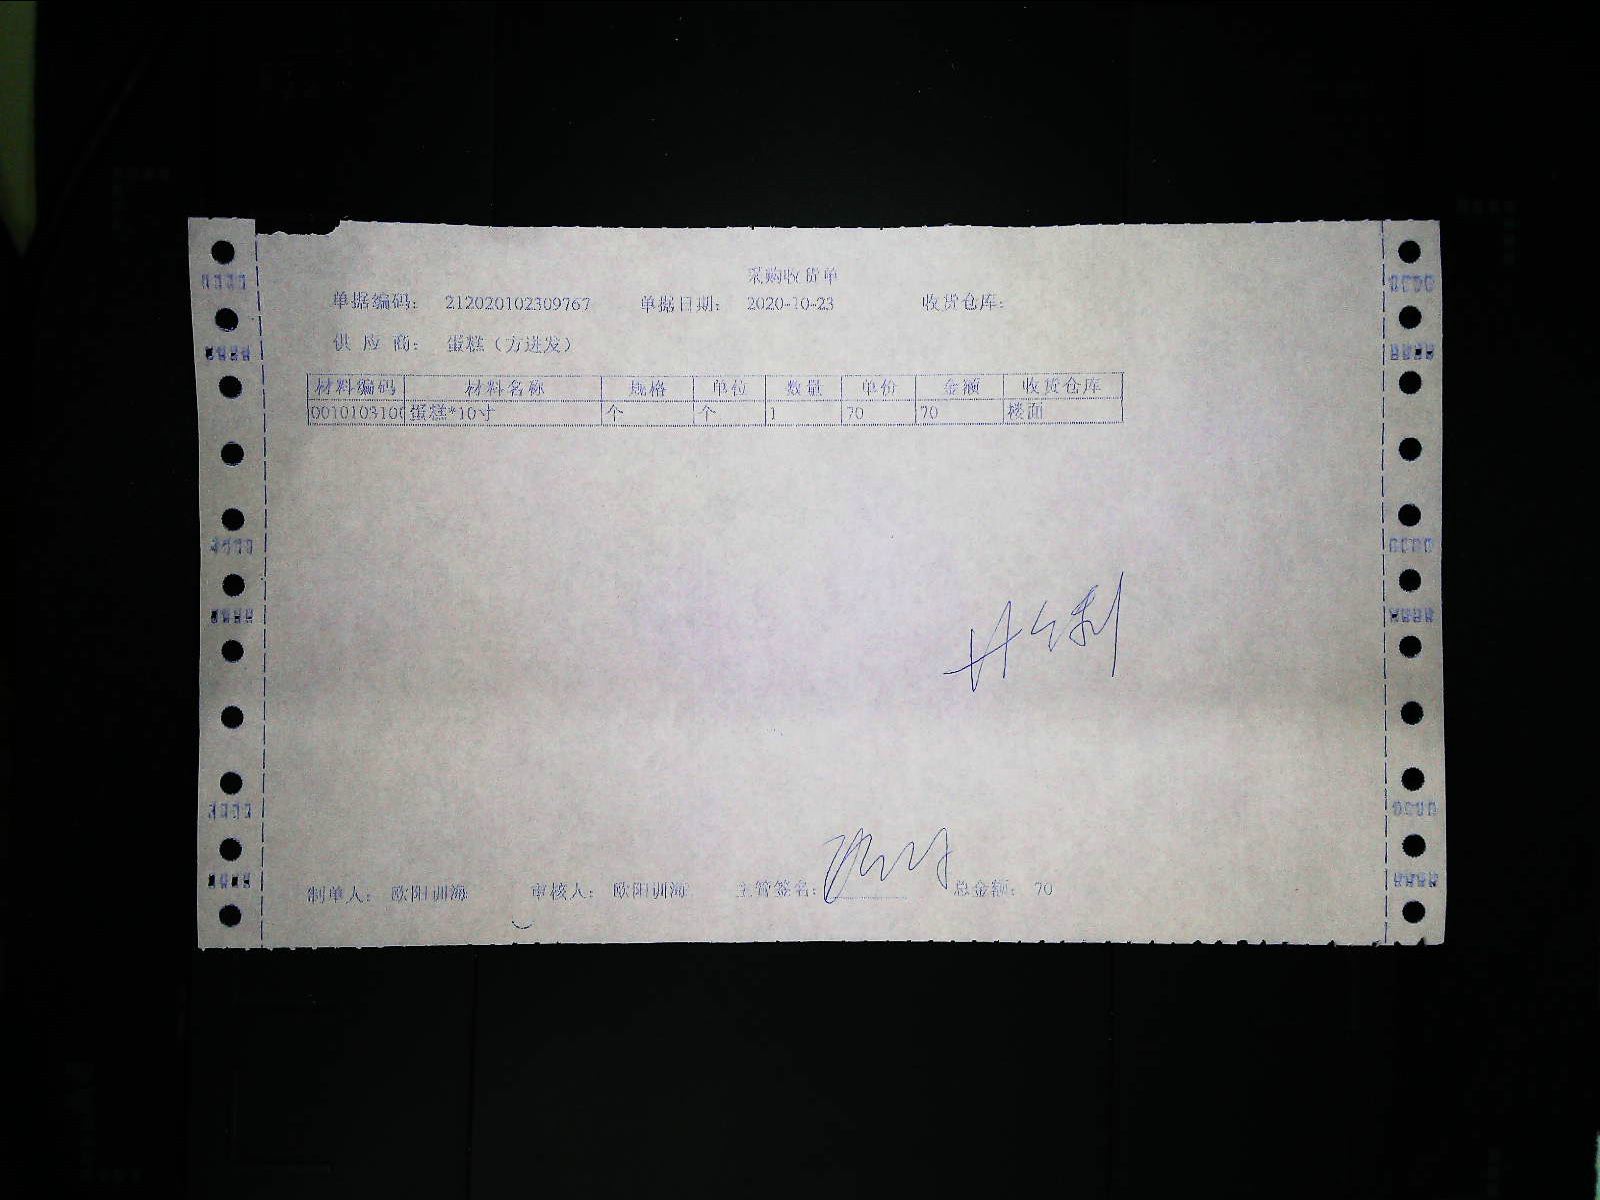 采购收货单
单据编码： 212020102309767 单据日期： 2020-10-23 收货仓库：
供 应 商： 蛋糕（方进发）
材料编码 材料名称 规格 单位 数量 单价 金额 收货仓库
0010103100 蛋糕*10寸 个 个 1 70 70 楼面
制单人： 欧阳训海 审核人： 欧阳训海 主管签名： 总金额： 70